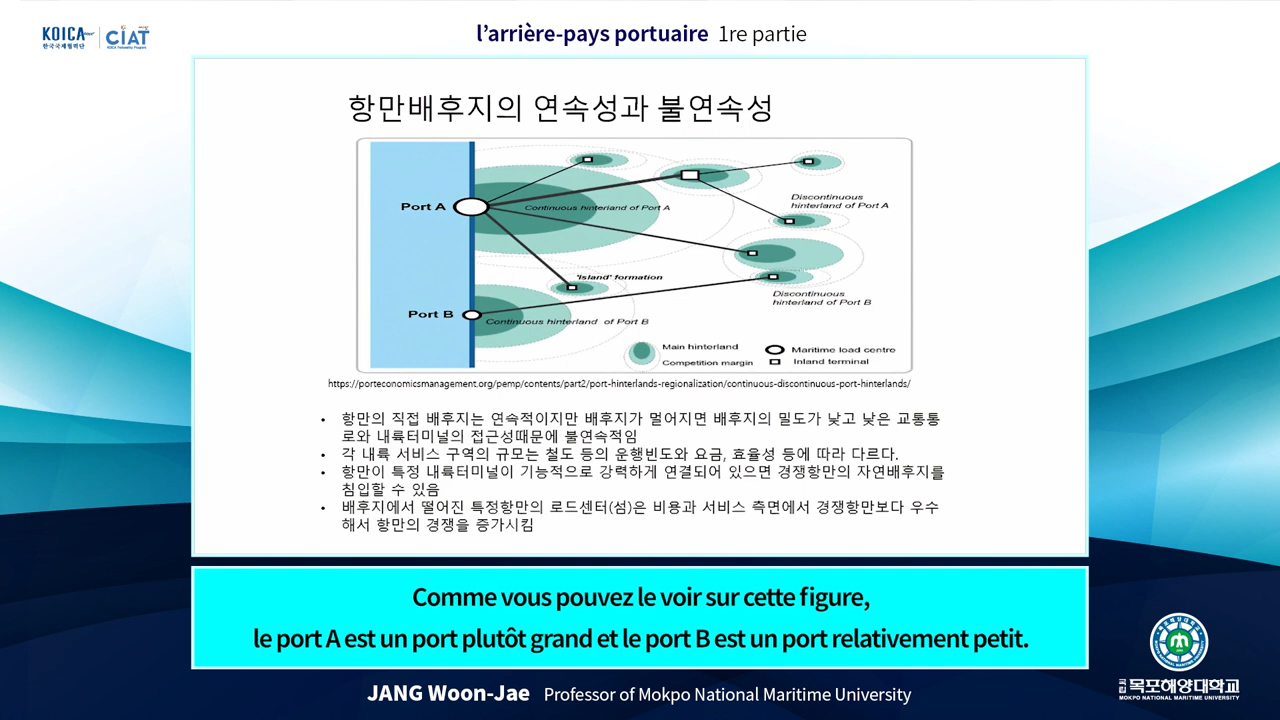 KOICA
한국국제협력단
CIAT
KOICA Fellowship Program
l’arrière-pays portuaire 1re partie
항만배후지의 연속성과 불연속성
Port A
Continuous hinterland of Port A
Discontinuous
hinterland of Port A
'Island' formation
Port B
Continuous hinterland of Port B
Discontinuous
hinterland of Port B
Main hinterland
Competition margin
Maritime load centre
Inland terminal
https://porteconomicsmanagement.org/pemp/contents/part2/port-hinterlands-regionalization/continuous-discontinuous-port-hinterlands/
• 항만의 직접 배후지는 연속적이지만 배후지가 멀어지면 배후지의 밀도가 낮고 낮은 교통통
로와 내륙터미널의 접근성때문에 불연속적임
• 각 내륙 서비스 구역의 규모는 철도 등의 운행빈도와 요금, 효율성 등에 따라 다르다.
• 항만이 특정 내륙터미널이 기능적으로 강력하게 연결되어 있으면 경쟁항만의 자연배후지를
침입할 수 있음
• 배후지에서 떨어진 특정항만의 로드센터(섬)은 비용과 서비스 측면에서 경쟁항만보다 우수
해서 항만의 경쟁을 증가시킴
Comme vous pouvez le voir sur cette figure,
le port A est un port plutôt grand et le port B est un port relativement petit.
JANG Woon-Jae Professor of Mokpo National Maritime University
국립 목포해양대학교
MOKPO NATIONAL MARITIME UNIVERSITY